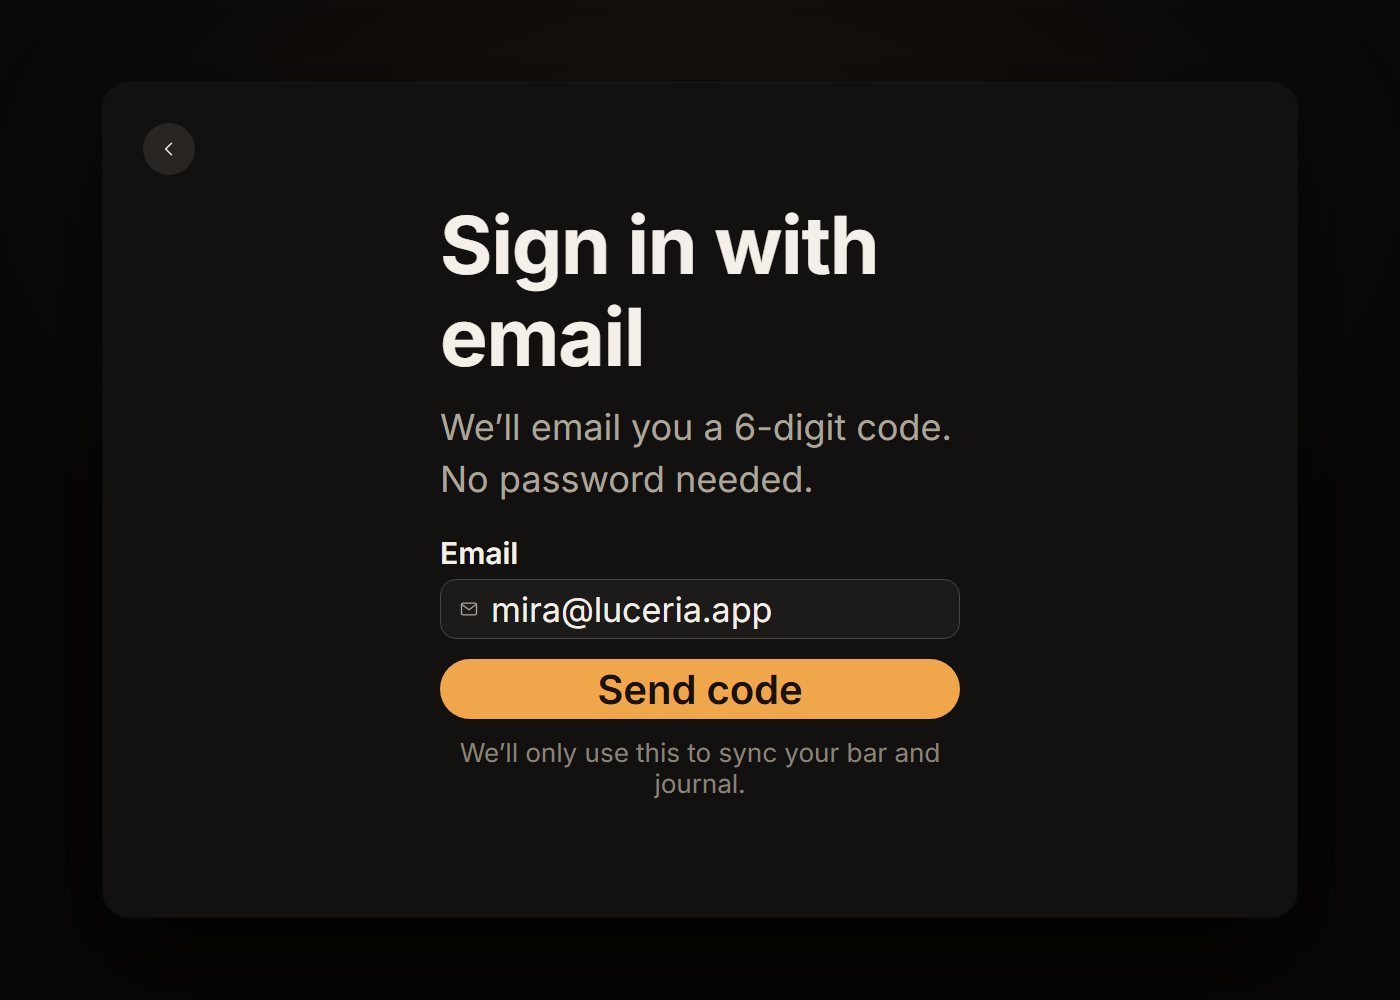 Sign in with
email
We’ll email you a 6-digit code.
No password needed.
Email
mira@luceria.app
Send code
We’ll only use this to sync your bar and
journal.